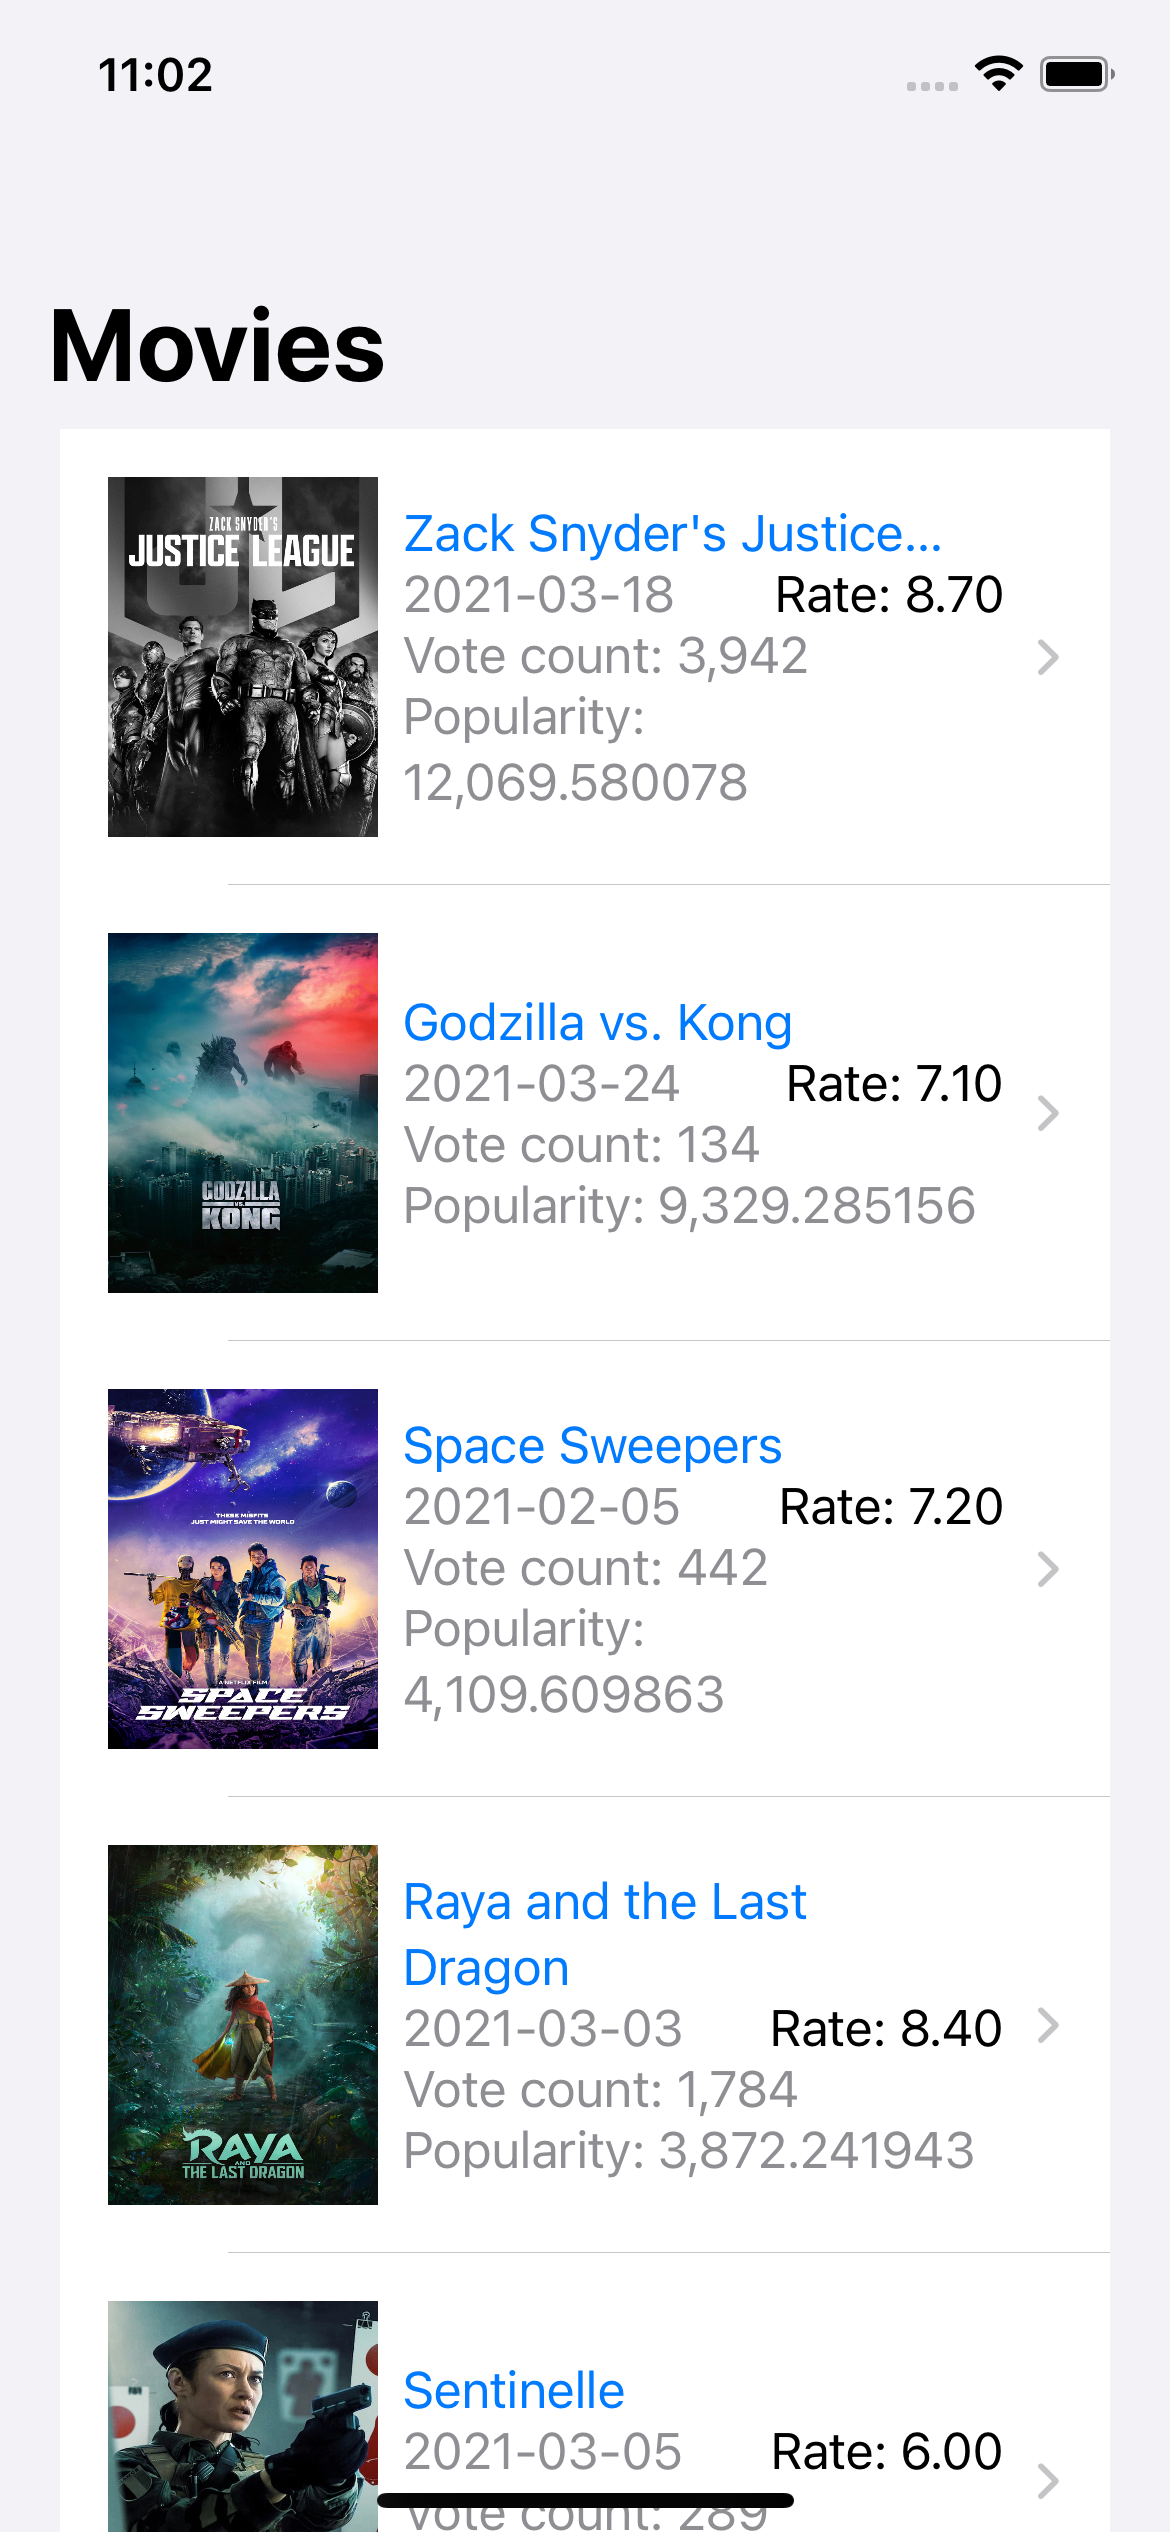 11:02
Movies
ZACK SNYDER'S
JUSTICE LEAGUE
Zack Snyder's Justice...
2021-03-18 Rate: 8.70
Vote count: 3,942
Popularity:
12,069.580078
GODZILLA
VS.
KONG
Godzilla vs. Kong
2021-03-24 Rate: 7.10
Vote count: 134
Popularity: 9,329.285156
THESE MISFITS
JUST MIGHT SAVE THE WORLD
A NETFLIX FILM
SPACE
SWEEPERS
Space Sweepers
2021-02-05 Rate: 7.20
Vote count: 442
Popularity:
4,109.609863
RAYA
AND
THE LAST DRAGON
Raya and the Last
Dragon
2021-03-03 Rate: 8.40
Vote count: 1,784
Popularity: 3,872.241943
Sentinelle
2021-03-05 Rate: 6.00
Vote count: 289